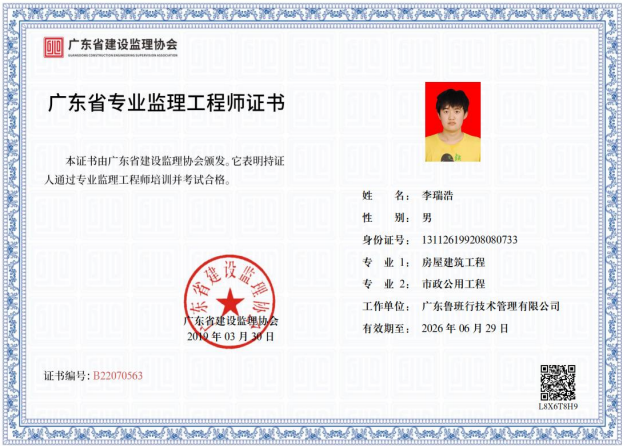 广东省建设监理协会
GUANGDONG CONSTRUCTION ENGINEERING SUPERVISION ASSOCIATION
广东省专业监理工程师证书
本证书由广东省建设监理协会颁发。它表明持证
人通过专业监理工程师培训并考试合格。
姓 名： 李瑞浩
性 别： 男
身份证号： 131126199208080733
专 业 1： 房屋建筑工程
专 业 2： 市政公用工程
工作单位： 广东鲁班行技术管理有限公司
有效期至： 2026 年 06 月 29 日
广东省建设监理协会
广东省建设监理协会
2019 年 03 月 30 日
证书编号：B22070563
L8X6T8H9